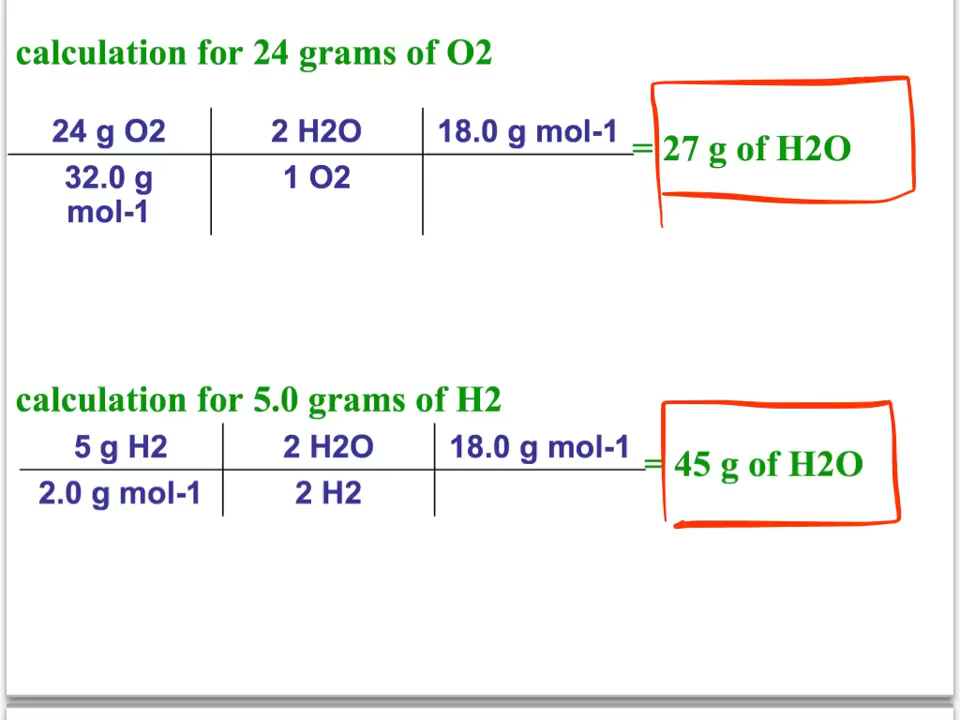 calculation for 24 grams of O2
24 g O2 2 H2O 18.0 g mol-1
= 27 g of H2O
32.0 g 1 O2
mol-1
calculation for 5.0 grams of H2
5 g H2 2 H2O 18.0 g mol-1
= 45 g of H2O
2.0 g mol-1 2 H2